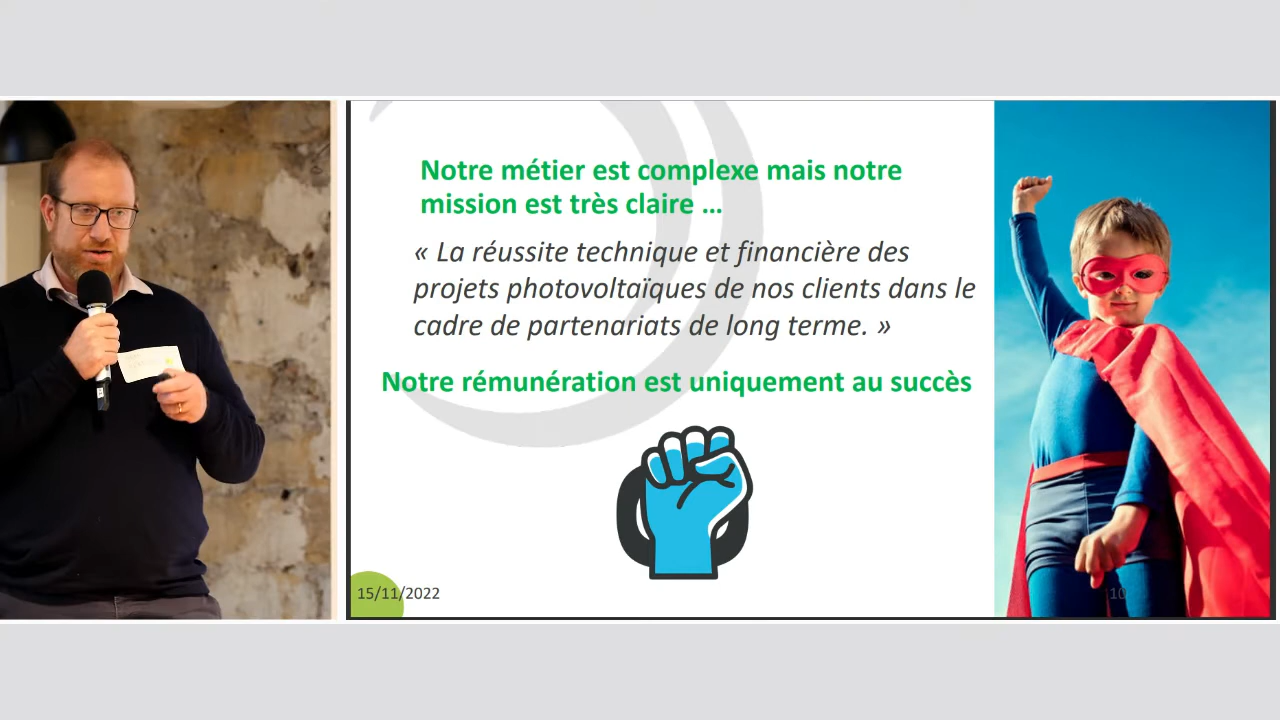 Notre métier est complexe mais notre
mission est très claire ...
« La réussite technique et financière des
projets photovoltaïques de nos clients dans le
cadre de partenariats de long terme. »
Notre rémunération est uniquement au succès
15/11/2022
10